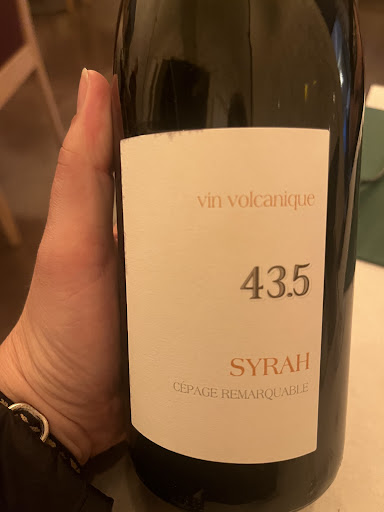 vin volcanique
43.5
SYRAH
CÉPAGE REMARQUABLE